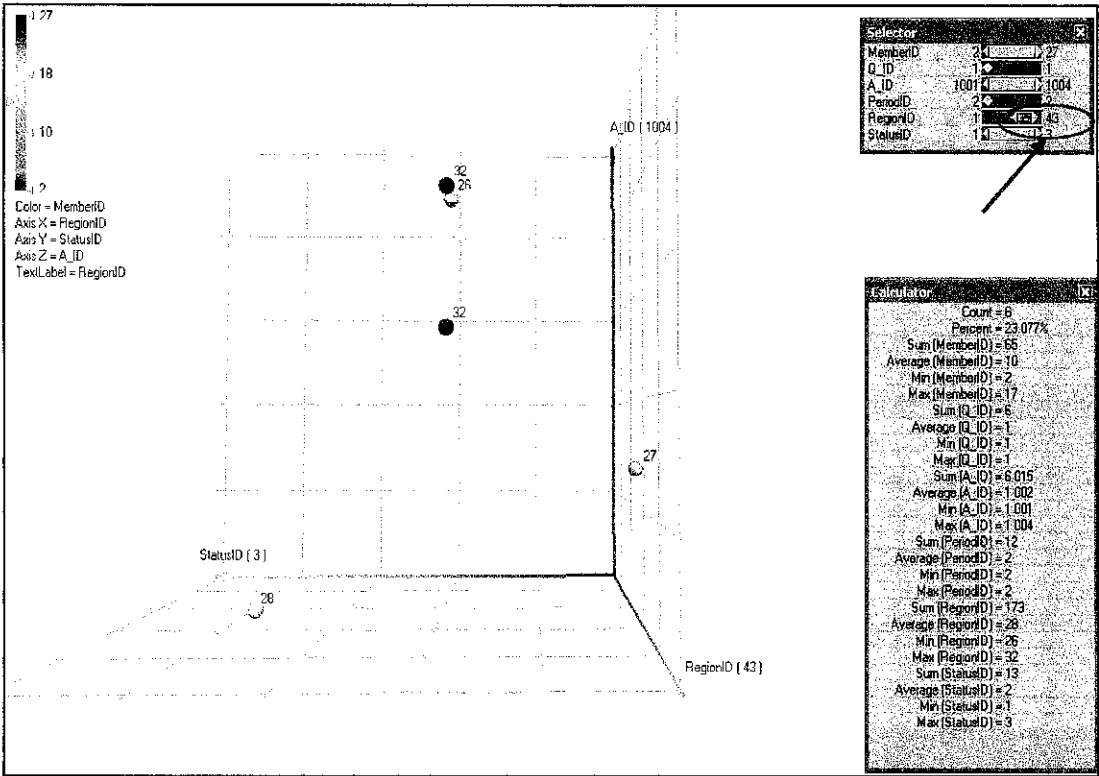 27
18
10
2
Color = MemberID
Axis X = RegionID
Axis Y = StatusID
Axis Z = A_ID
TextLabel = RegionID
A_ID ( 1004 )
32
26
32
27
StatusID ( 3 )
28
RegionID ( 43 )
Selector
MemberID 2 27
Q_ID 1 1
A_ID 1001 1004
PeriodID 2 2
RegionID 1 43
StatusID 1 3
Calculator
Count = 6
Percent = 23.077%
Sum (MemberID) = 65
Average (MemberID) = 10
Min (MemberID) = 2
Max (MemberID) = 17
Sum (Q_ID) = 6
Average (Q_ID) = 1
Min (Q_ID) = 1
Max (Q_ID) = 1
Sum (A_ID) = 6 015
Average (A_ID) = 1 002
Min (A_ID) = 1 001
Max (A_ID) = 1 004
Sum (PeriodID) = 12
Average (PeriodID) = 2
Min (PeriodID) = 2
Max (PeriodID) = 2
Sum (RegionID) = 173
Average (RegionID) = 28
Min (RegionID) = 26
Max (RegionID) = 32
Sum (StatusID) = 13
Average (StatusID) = 2
Min (StatusID) = 1
Max (StatusID) = 3